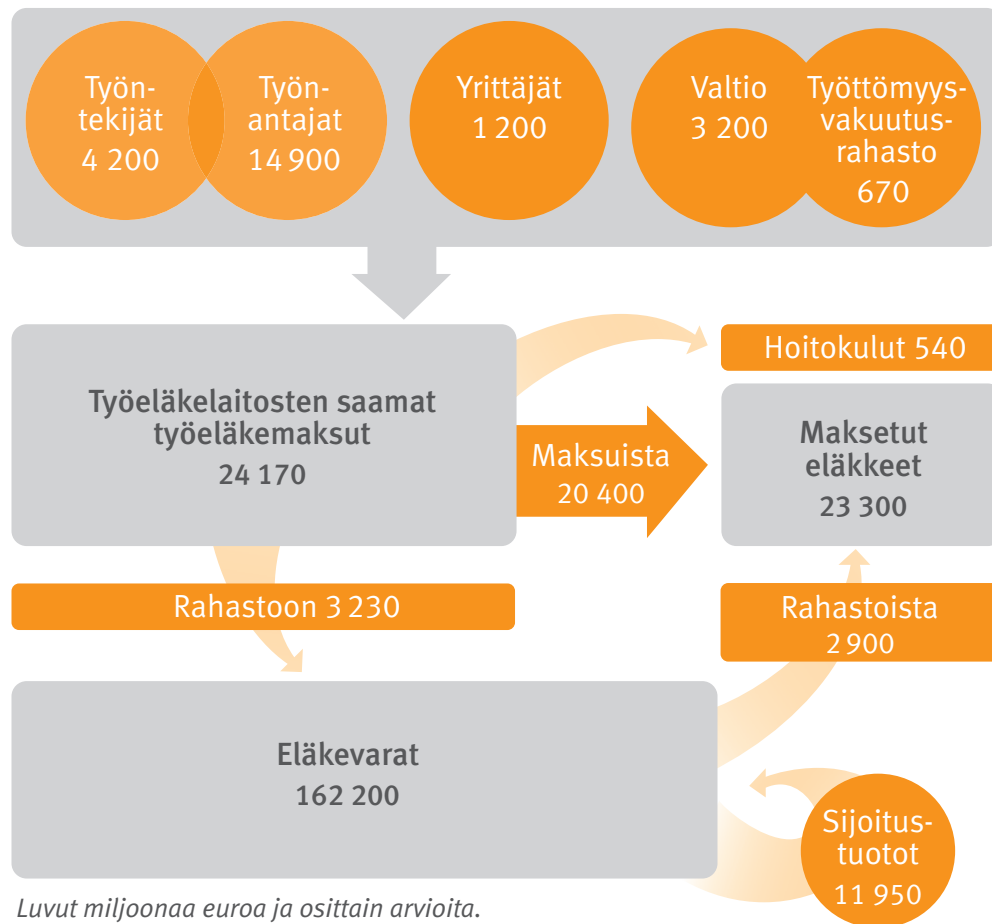 Työn-
tekijät
4 200
Työn-
antajat
14 900
Yrittäjät
1 200
Valtio
3 200
Työttömyys-
vakuutus-
rahasto
670
Työeläkelaitosten saamat
työeläkemaksut
24 170
Hoitokulut 540
Maksuista
20 400
Maksetut
eläkkeet
23 300
Rahastoon 3 230
Rahastoista
2 900
Eläkevarat
162 200
Sijoitus-
tuotot
11 950
Luvut miljoonaa euroa ja osittain arvioita.